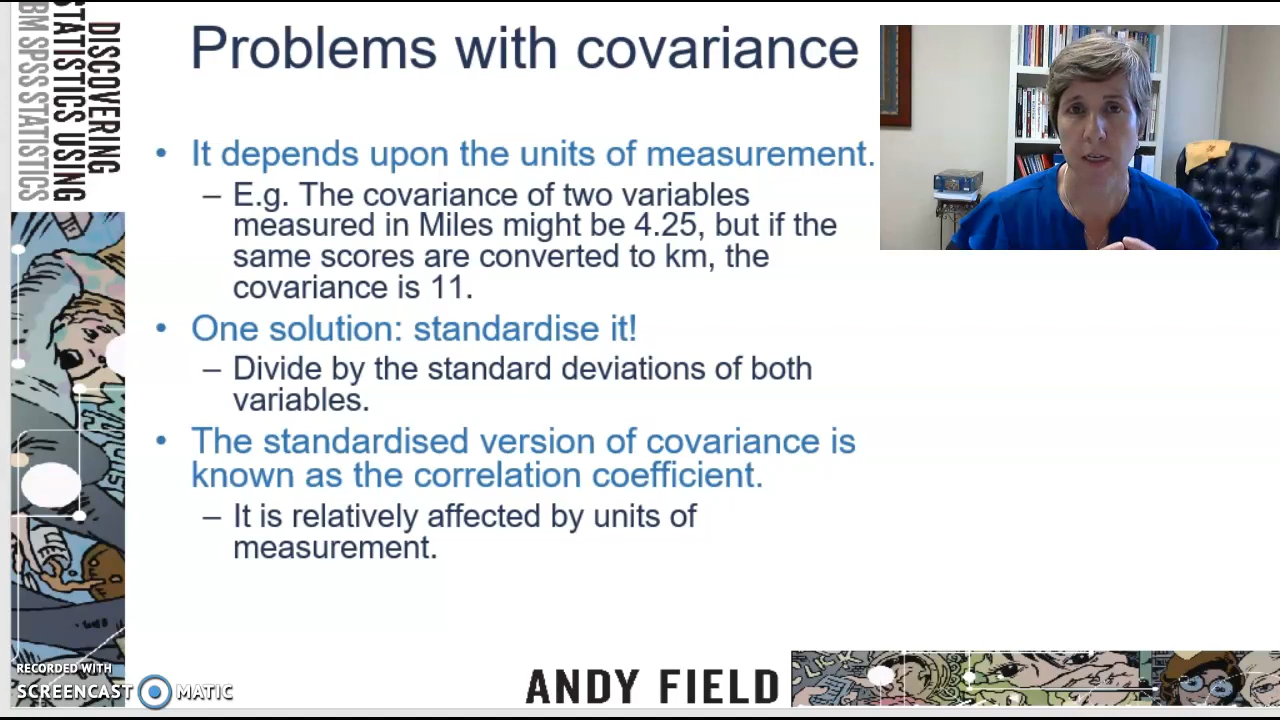 DISCOVERING
STATISTICS USING
BM SPSS STATISTICS
Problems with covariance
• It depends upon the units of measurement.
– E.g. The covariance of two variables
measured in Miles might be 4.25, but if the
same scores are converted to km, the
covariance is 11.
• One solution: standardise it!
– Divide by the standard deviations of both
variables.
• The standardised version of covariance is
known as the correlation coefficient.
– It is relatively affected by units of
measurement.
RECORDED WITH
SCREENCAST MATIC
ANDY FIELD